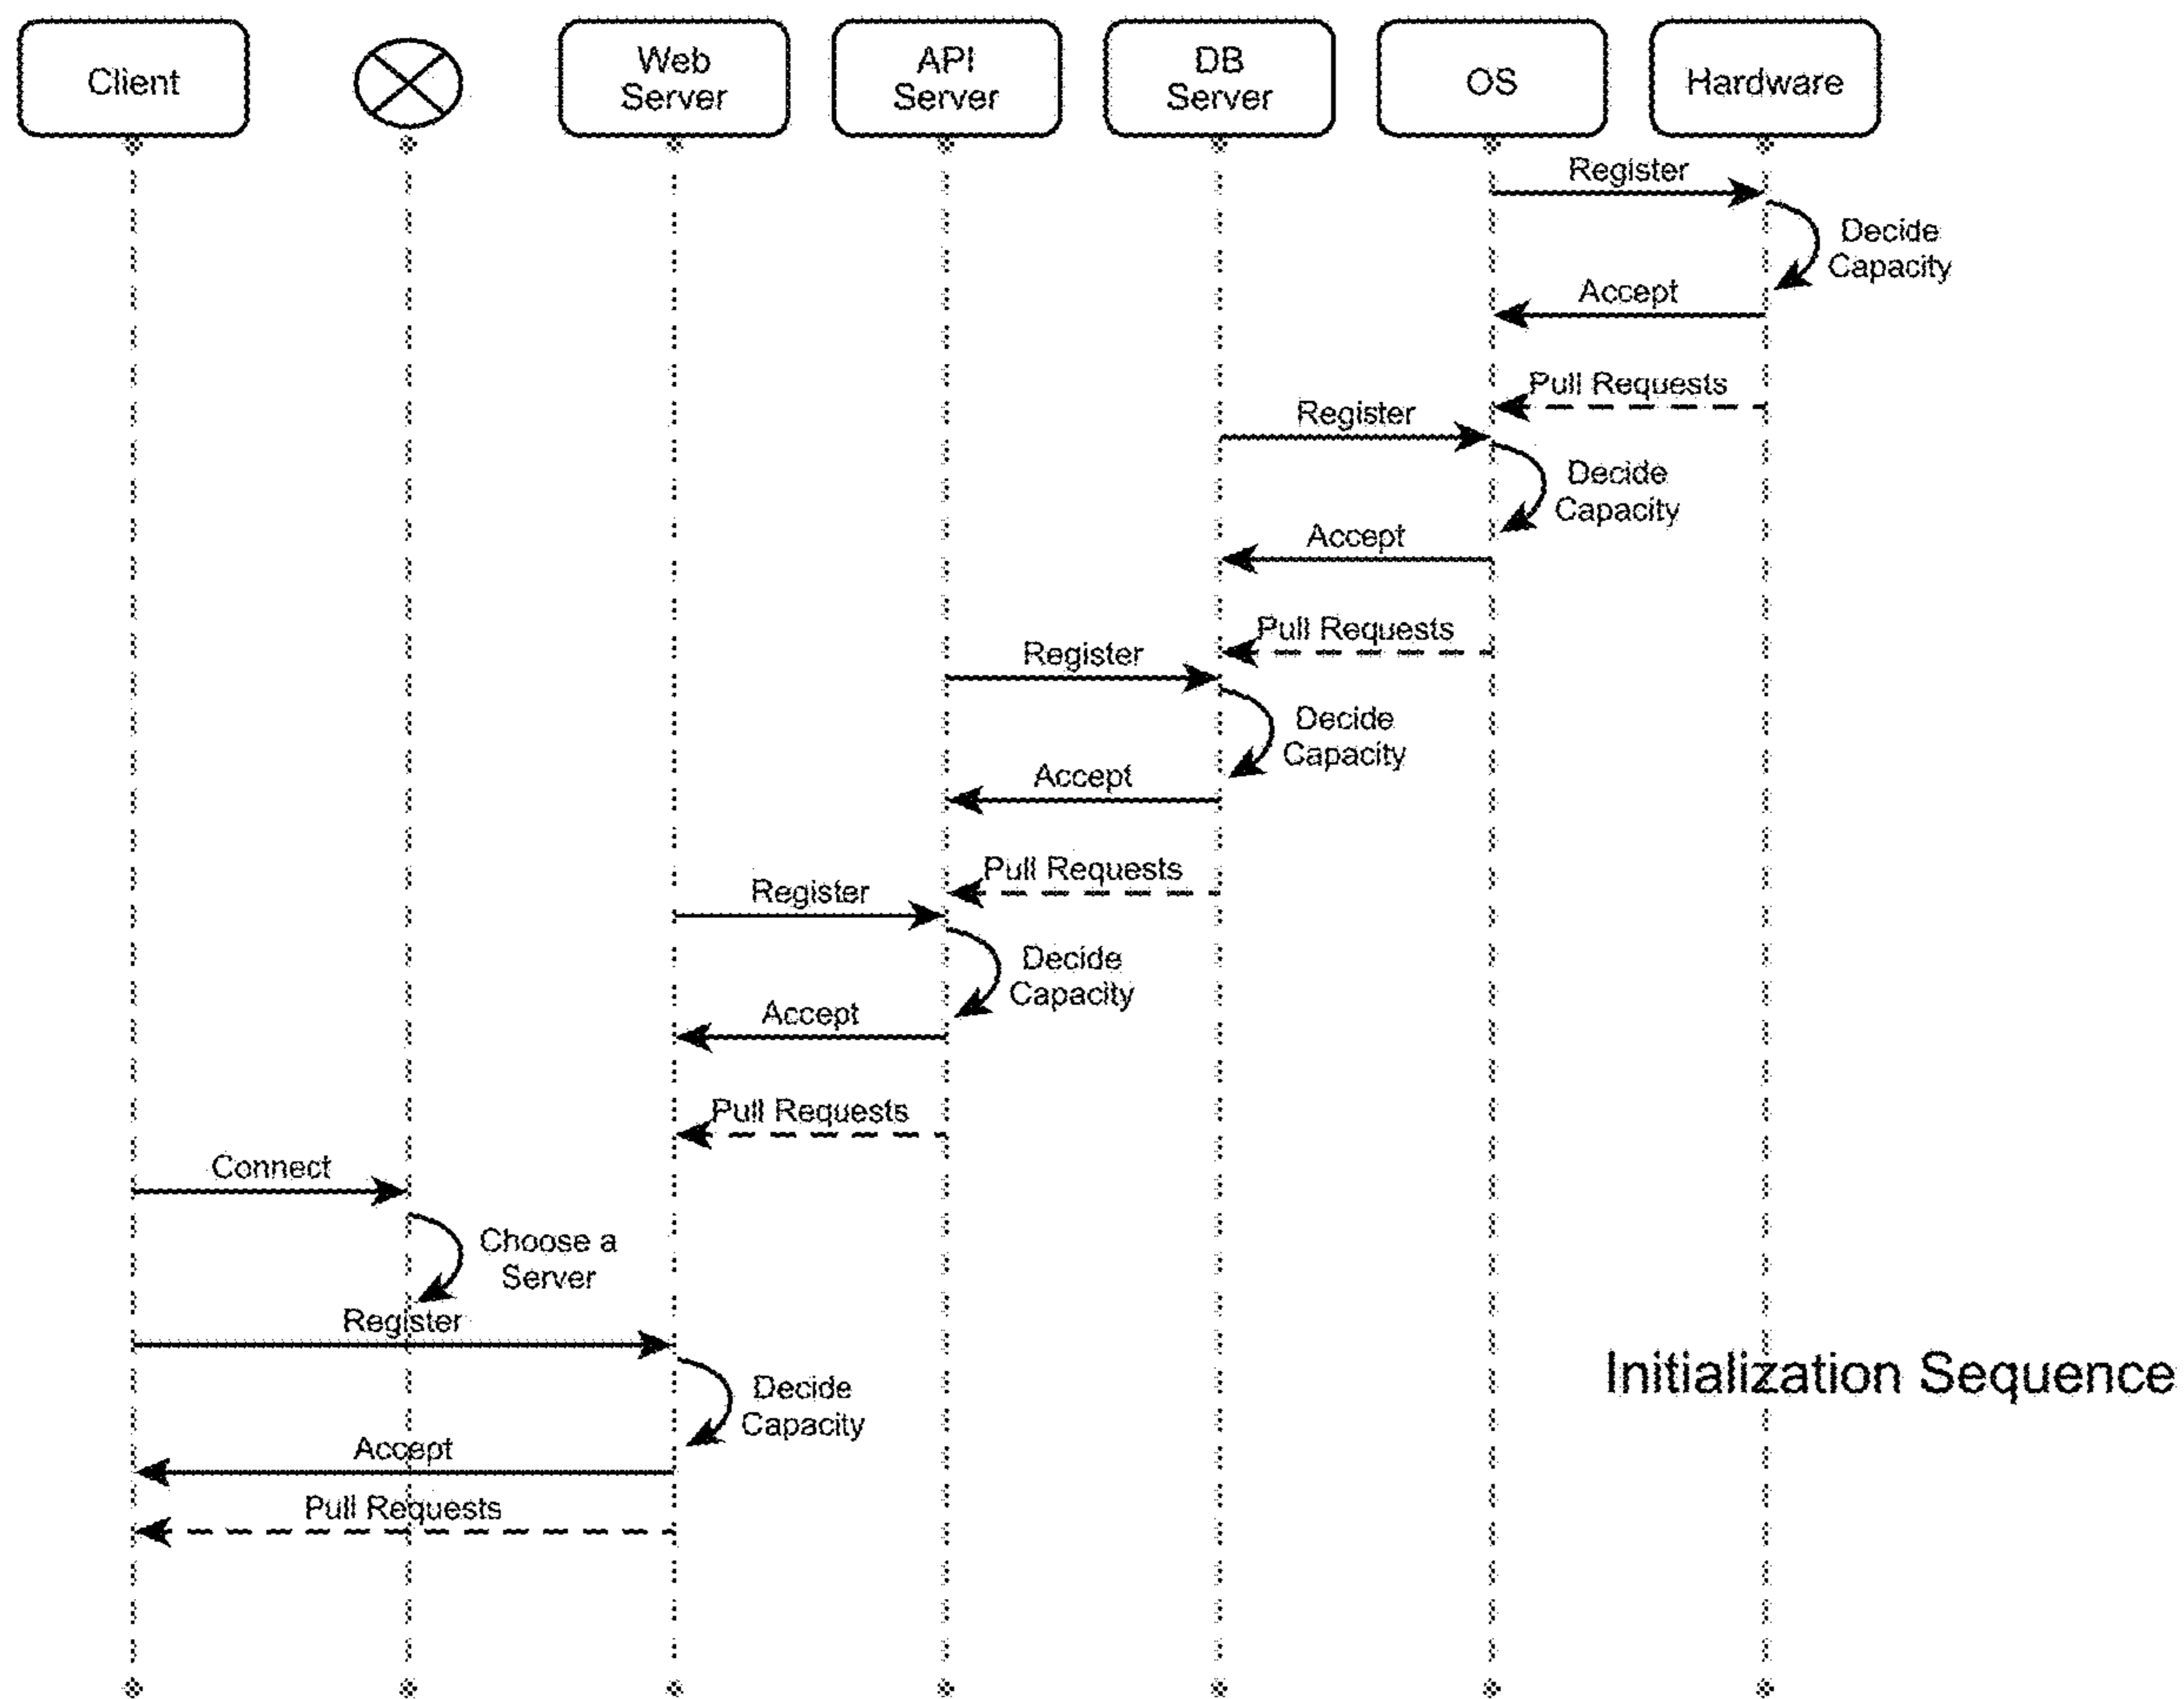 Client
Web
Server
API
Server
DB
Server
OS
Hardware
Register
Decide
Capacity
Accept
Pull Requests
Register
Decide
Capacity
Accept
Pull Requests
Register
Decide
Capacity
Accept
Pull Requests
Register
Decide
Capacity
Accept
Pull Requests
Connect
Choose a
Server
Register
Decide
Capacity
Accept
Pull Requests
Initialization Sequence